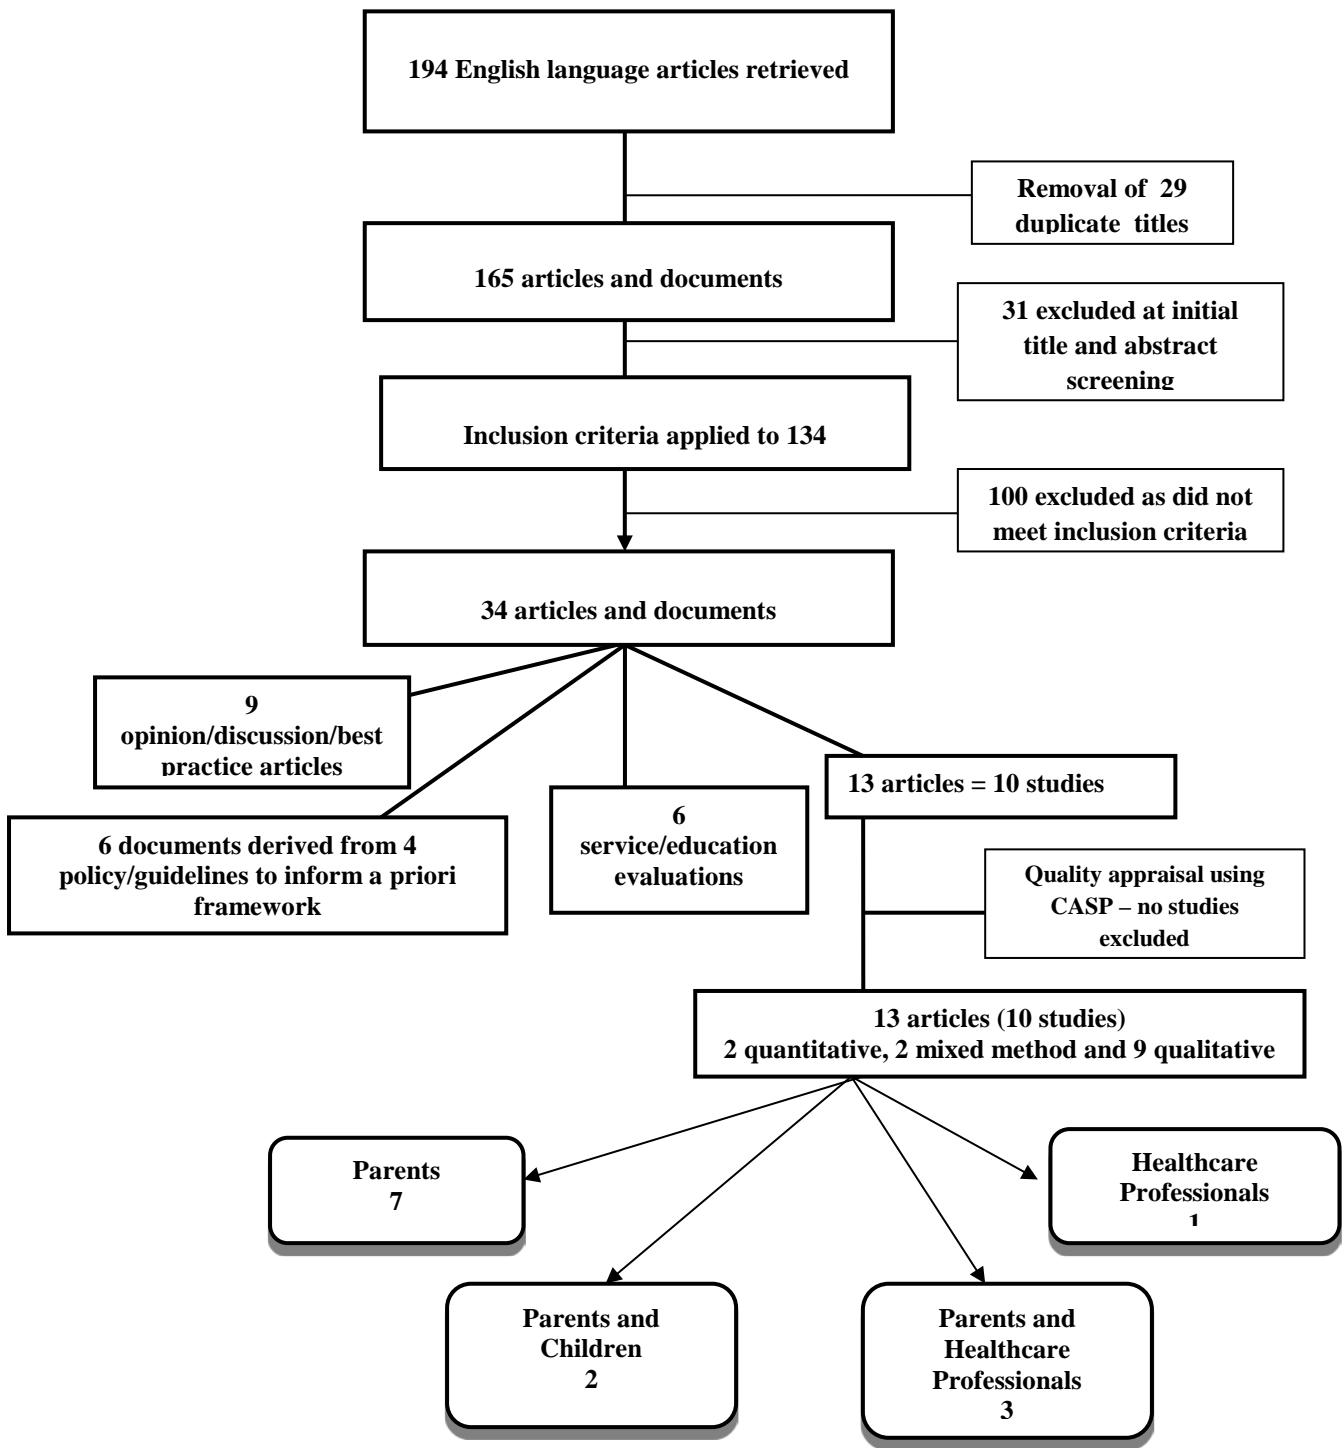 194 English language articles retrieved
Removal of 29
duplicate titles
165 articles and documents
31 excluded at initial
title and abstract
screening
Inclusion criteria applied to 134
100 excluded as did not
meet inclusion criteria
34 articles and documents
9
opinion/discussion/best
practice articles
6 documents derived from 4
policy/guidelines to inform a priori
framework
6
service/education
evaluations
13 articles = 10 studies
Quality appraisal using
CASP – no studies
excluded
13 articles (10 studies)
2 quantitative, 2 mixed method and 9 qualitative
Parents
7
Parents and
Children
2
Parents and
Healthcare
Professionals
3
Healthcare
Professionals
1